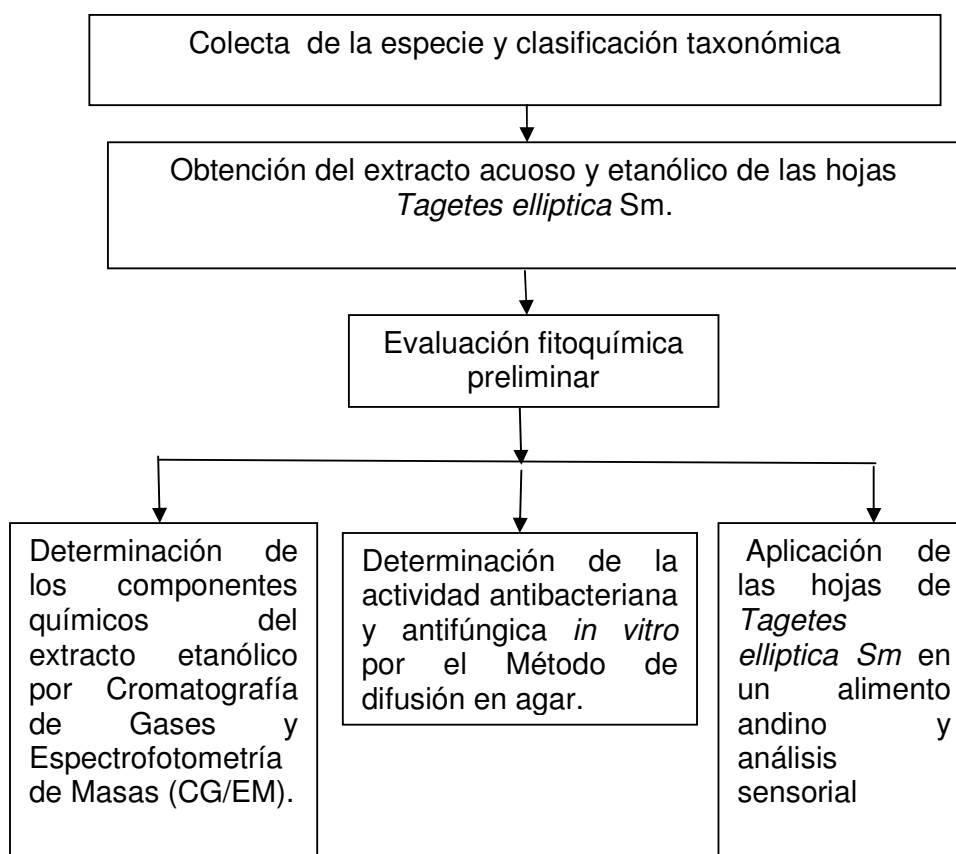 Colecta de la especie y clasificación taxonómica
Obtención del extracto acuoso y etanólico de las hojas
Tagetes elliptica Sm.
Evaluación fitoquímica
preliminar
Determinación de
los componentes
químicos del
extracto etanólico
por Cromatografía
de Gases y
Espectrofotometría
de Masas (CG/EM).
Determinación de la
actividad antibacteriana
y antifúngica in vitro
por el Método de
difusión en agar.
Aplicación de
las hojas de
Tagetes
elliptica Sm en
un alimento
andino y
análisis
sensorial